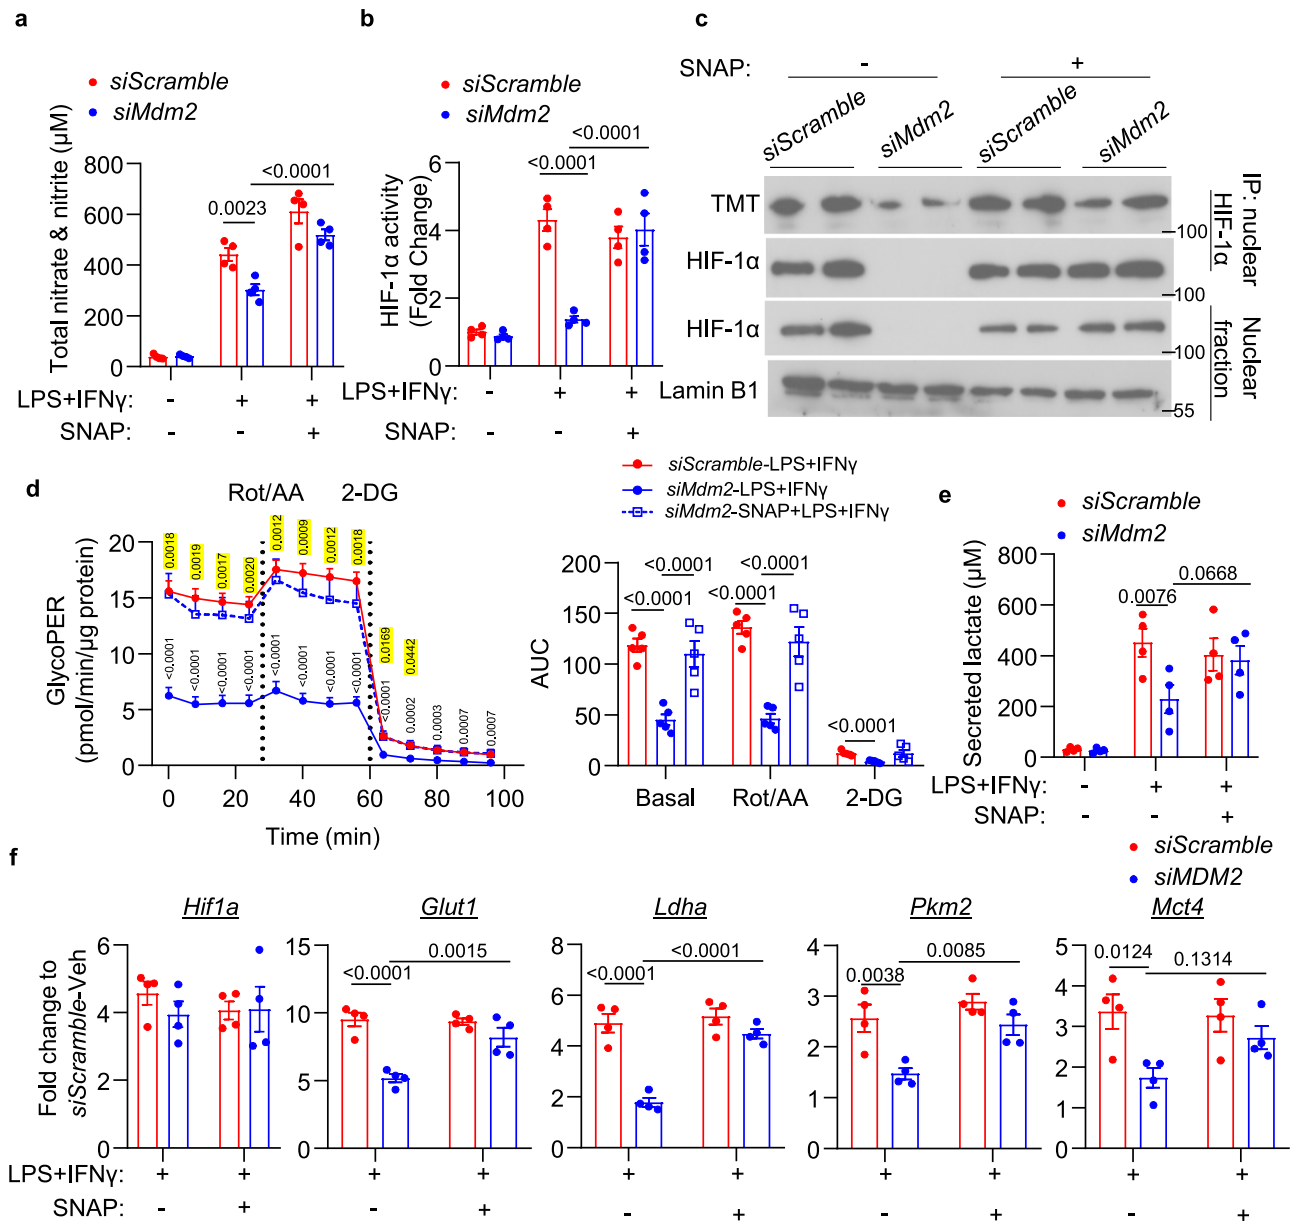 a
siScramble
siMdm2
Total nitrate & nitrite (µM)
800
600
400
200
0
0.0023
<0.0001
LPS+IFNγ: - + +
SNAP: - - +
b
siScramble
siMdm2
HIF-1α activity
(Fold Change)
6
4
2
0
<0.0001
<0.0001
LPS+IFNγ: - + +
SNAP: - - +
c
SNAP: - +
siScramble siMdm2 siScramble siMdm2
TMT
100
HIF-1α
100
HIF-1α
100
Lamin B1
55
IP: nuclear
HIF-1α
Nuclear
fraction
d
Rot/AA 2-DG
siScramble-LPS+IFNγ
siMdm2-LPS+IFNγ
siMdm2-SNAP+LPS+IFNγ
GlycoPER
(pmol/min/µg protein)
20
15
10
5
0
0.0018 0.0019 0.0017 0.0020 0.0012 0.0009 0.0012 0.0018 0.0169 0.0442
<0.0001 <0.0001 <0.0001 <0.0001 <0.0001 <0.0001 <0.0001 <0.0001 <0.0001 0.0002 0.0003 0.0007 0.0007
0 20 40 60 80 100
Time (min)
AUC
200
150
100
50
0
<0.0001
<0.0001
<0.0001
<0.0001
<0.0001
Basal Rot/AA 2-DG
e
siScramble
siMdm2
Secreted lactate (µM)
800
600
400
200
0
0.0076
0.0668
LPS+IFNγ: - + +
SNAP: - - +
f
siScramble
siMDM2
Fold change to
siScramble-Veh
Hif1a
6
4
2
0
Glut1
15
10
5
0
<0.0001
0.0015
Ldha
8
6
4
2
0
<0.0001
<0.0001
Pkm2
4
3
2
1
0
0.0038
0.0085
Mct4
5
4
3
2
1
0
0.0124
0.1314
LPS+IFNγ: + + + + + + + + + +
SNAP: - + - + - + - + - +